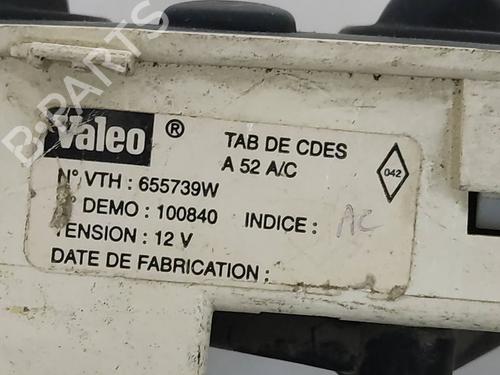 Valeo ®
TAB DE CDES
A 52 A/C
042
N° VTH : 655739W
N° DEMO : 100840 INDICE : AC
TENSION : 12 V
DATE DE FABRICATION :
B-PARTS